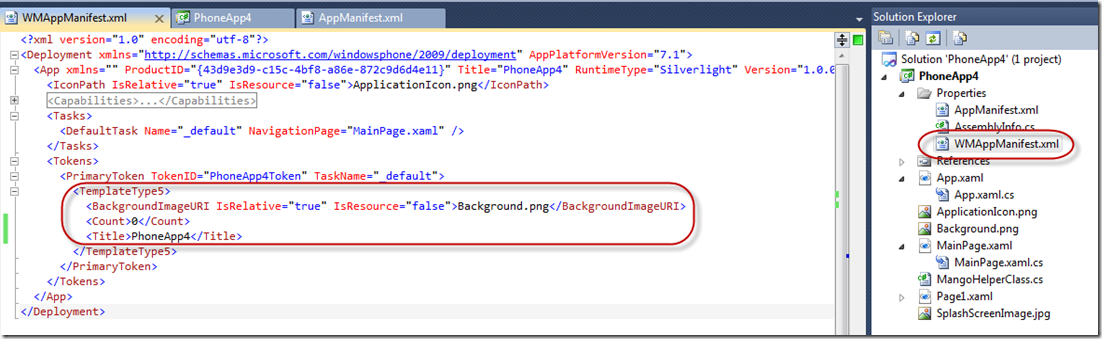 WMAppManifest.xml
PhoneApp4
AppManifest.xml
<?xml version="1.0" encoding="utf-8"?>
<Deployment xmlns="http://schemas.microsoft.com/windowsphone/2009/deployment" AppPlatformVersion="7.1">
<App xmlns="" ProductID="{43d9e3d9-c15c-4bf8-a86e-872c9d6d4e11}" Title="PhoneApp4" RuntimeType="Silverlight" Version="1.0.0
<IconPath IsRelative="true" IsResource="false">ApplicationIcon.png</IconPath>
<Capabilities>...</Capabilities>
<Tasks>
<DefaultTask Name="_default" NavigationPage="MainPage.xaml" />
</Tasks>
<Tokens>
<PrimaryToken TokenID="PhoneApp4Token" TaskName="_default">
<TemplateType5>
<BackgroundImageURI IsRelative="true" IsResource="false">Background.png</BackgroundImageURI>
<Count>0</Count>
<Title>PhoneApp4</Title>
</TemplateType5>
</PrimaryToken>
</Tokens>
</App>
</Deployment>
Solution Explorer
Solution 'PhoneApp4' (1 project)
PhoneApp4
Properties
AppManifest.xml
AssemblyInfo.cs
WMAppManifest.xml
References
App.xaml
App.xaml.cs
ApplicationIcon.png
Background.png
MainPage.xaml
MainPage.xaml.cs
MangoHelperClass.cs
Page1.xaml
SplashScreenImage.jpg